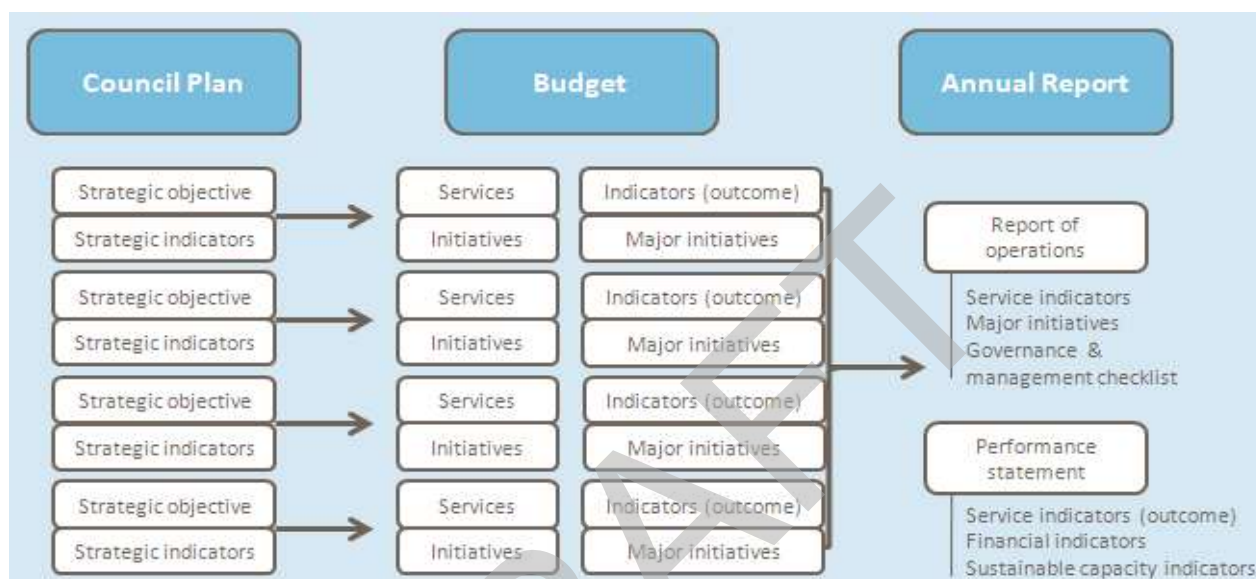 Council Plan
Budget
Annual Report
Strategic objective
Strategic indicators
Services
Initiatives
Indicators (outcome)
Major initiatives
Strategic objective
Strategic indicators
Services
Initiatives
Indicators (outcome)
Major initiatives
Strategic objective
Strategic indicators
Services
Initiatives
Indicators (outcome)
Major initiatives
Strategic objective
Strategic indicators
Services
Initiatives
Indicators (outcome)
Major initiatives
Report of
operations
Service indicators
Major initiatives
Governance &
management checklist
Performance
statement
Service indicators (outcome)
Financial indicators
Sustainable capacity indicators
RAFT